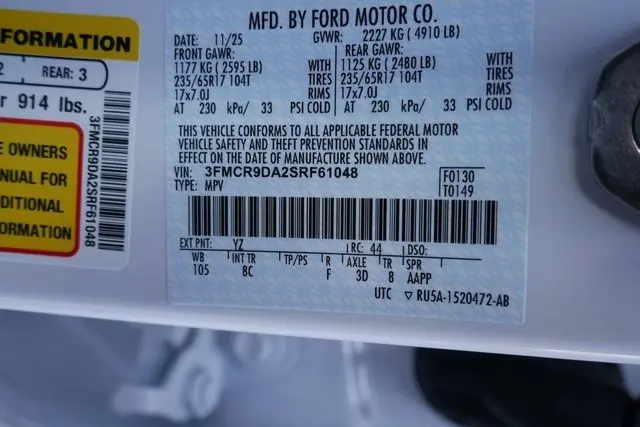 FORMATION
2 REAR: 3
r 914 lbs.
E OWNERS
ANUAL FOR
DITIONAL
ORMATION
3FMCR9DA2SRF61048
MFD. BY FORD MOTOR CO.
DATE: 11/25 GVWR: 2227 KG ( 4910 LB)
FRONT GAWR: REAR GAWR:
1177 KG ( 2595 LB) WITH 1125 KG ( 2480 LB) WITH
235/65R17 104T TIRES 235/65R17 104T TIRES
17x7.0J RIMS 17x7.0J RIMS
AT 230 kPa/ 33 PSI COLD AT 230 kPa/ 33 PSI COLD
THIS VEHICLE CONFORMS TO ALL APPLICABLE FEDERAL MOTOR
VEHICLE SAFETY AND THEFT PREVENTION STANDARDS IN
EFFECT ON THE DATE OF MANUFACTURE SHOWN ABOVE.
VIN: 3FMCR9DA2SRF61048 F0130
TYPE: MPV T0149
EXT PNT: YZ RC: 44 DSO:
WB INT TR TP/PS R AXLE TR SPR
105 8C F 3D 8 AAPP
UTC ▽ RU5A-1520472-AB